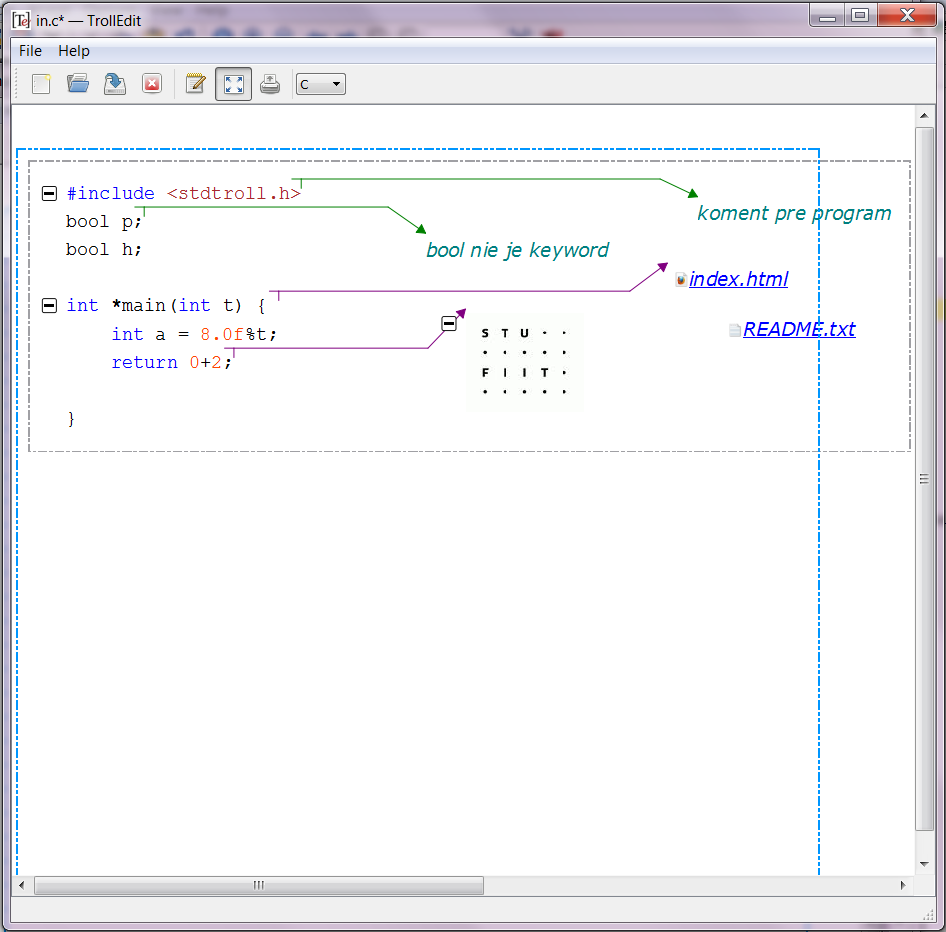 in.c* — TrollEdit
File Help
C
#include <stdtroll.h>
koment pre program
bool p;
bool nie je keyword
bool h;
index.html
int *main(int t) {
README.txt
int a = 8.0f%t;
return 0+2;
S T U
F I I T
}